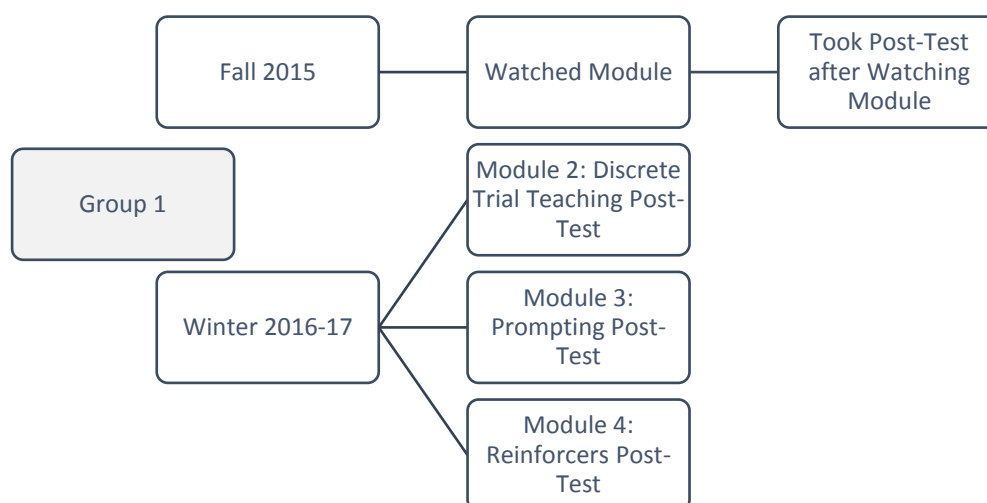 Fall 2015
Watched Module
Took Post-Test
after Watching
Module
Group 1
Module 2: Discrete
Trial Teaching Post-
Test
Winter 2016-17
Module 3:
Prompting Post-
Test
Module 4:
Reinforcers Post-
Test